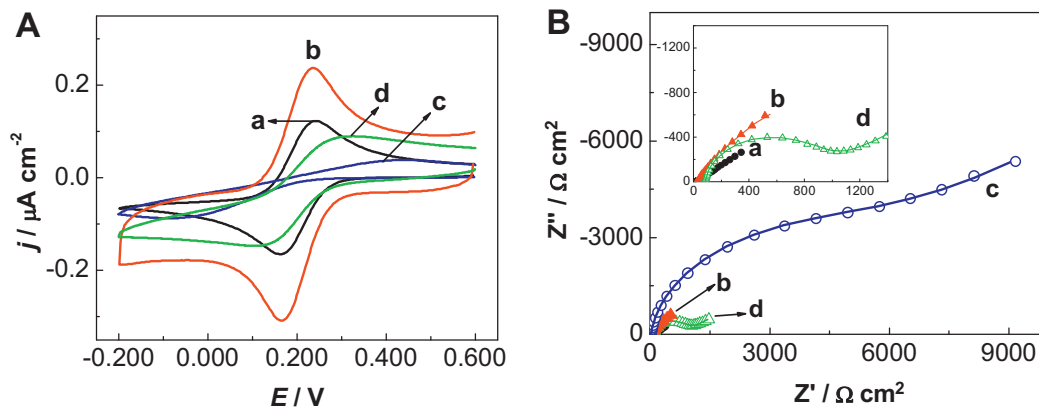 A
b
a
d
c
0.2
0.0
-0.2
j / μA cm-2
-0.200
0.000
0.200
0.400
0.600
E / V
B
-9000
-6000
-3000
0
Z'' / Ω cm2
-1200
-800
-400
0
0
400
800
1200
b
a
d
c
b
d
0
3000
6000
9000
Z' / Ω cm2